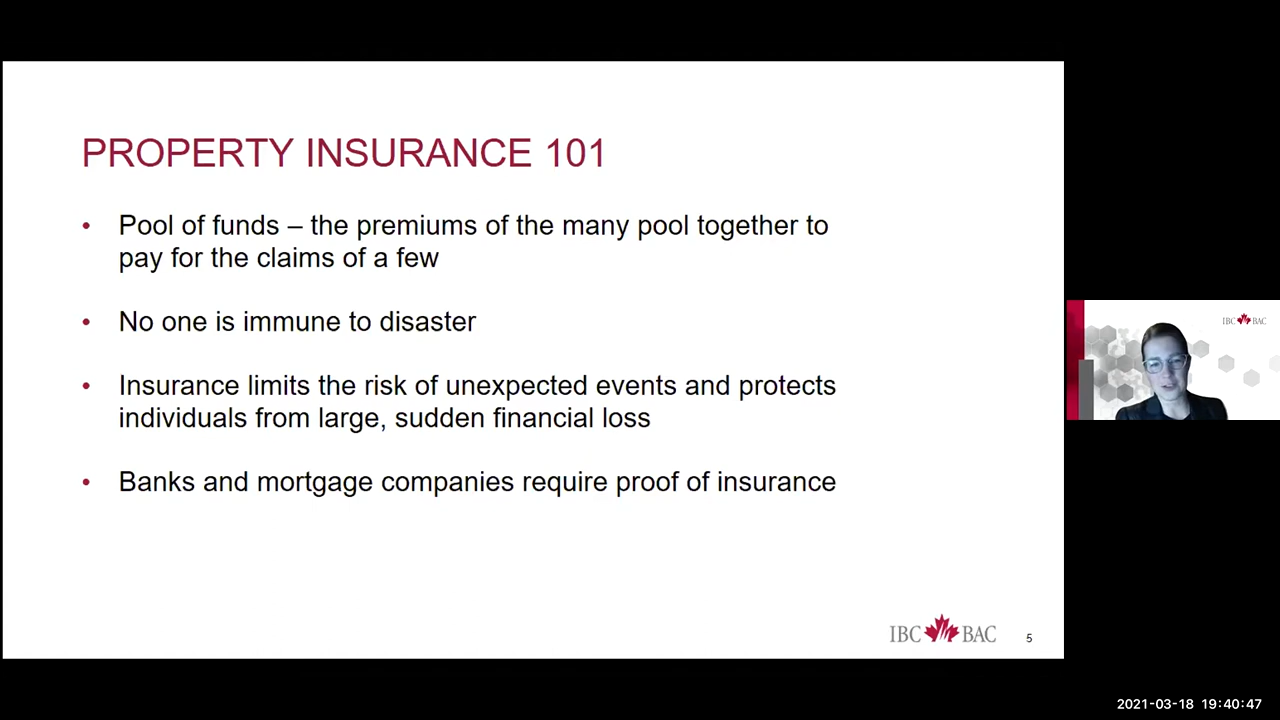 PROPERTY INSURANCE 101
• Pool of funds – the premiums of the many pool together to
pay for the claims of a few
• No one is immune to disaster
• Insurance limits the risk of unexpected events and protects
individuals from large, sudden financial loss
• Banks and mortgage companies require proof of insurance
IBC BAC
5
IBC BAC
2021-03-18 19:40:47